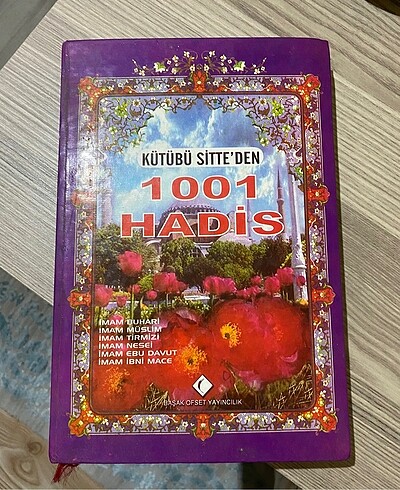 KÜTÜBÜ SİTTE'DEN
1001
HADİS
İMAM BUHARİ
İMAM MÜSLİM
İMAM TİRMİZİ
İMAM NESEİ
İMAM EBU DAVUT
İMAM İBNİ MACE
BAŞAK OFSET YAYINCILIK